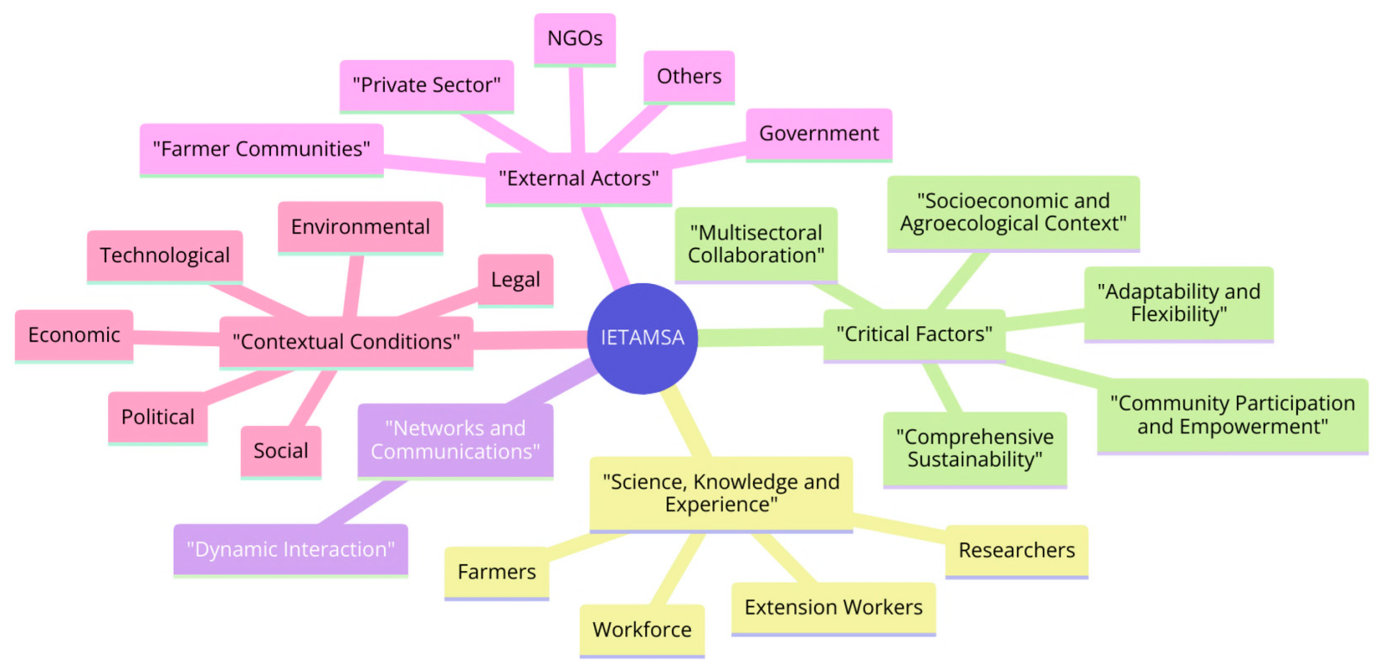 NGOs
Others
"Private Sector"
Government
"Farmer Communities"
"External Actors"
"Socioeconomic and
Agroecological Context"
Environmental
"Multisectoral
Collaboration"
Technological
Legal
"Adaptability and
Flexibility"
Economic
"Contextual Conditions"
IETAMSA
"Critical Factors"
Political
"Community Participation
and Empowerment"
Social
"Networks and
Communications"
"Comprehensive
Sustainability"
"Science, Knowledge and
Experience"
"Dynamic Interaction"
Farmers
Researchers
Extension Workers
Workforce